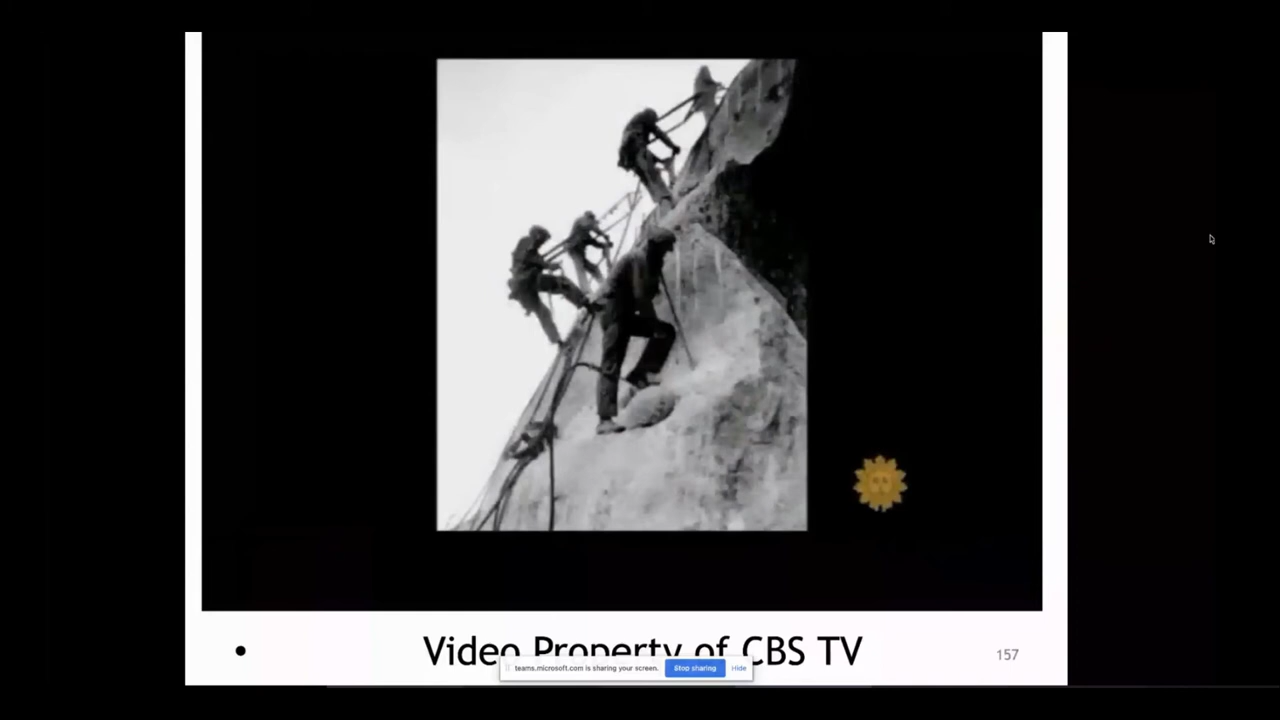 • Video Property of CBS TV
157
teams.microsoft.com is sharing your screen. Stop sharing Hide